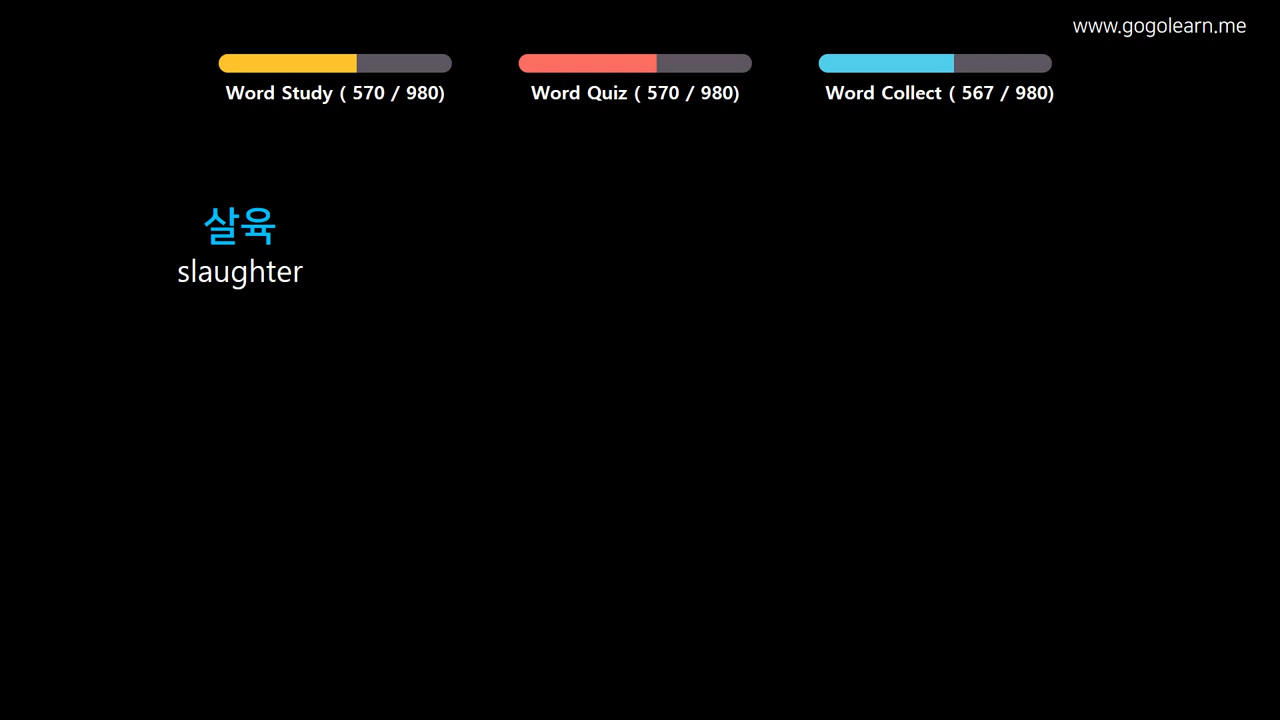 www.gogolearn.me
Word Study ( 570 / 980)
Word Quiz ( 570 / 980)
Word Collect ( 567 / 980)
살육
slaughter